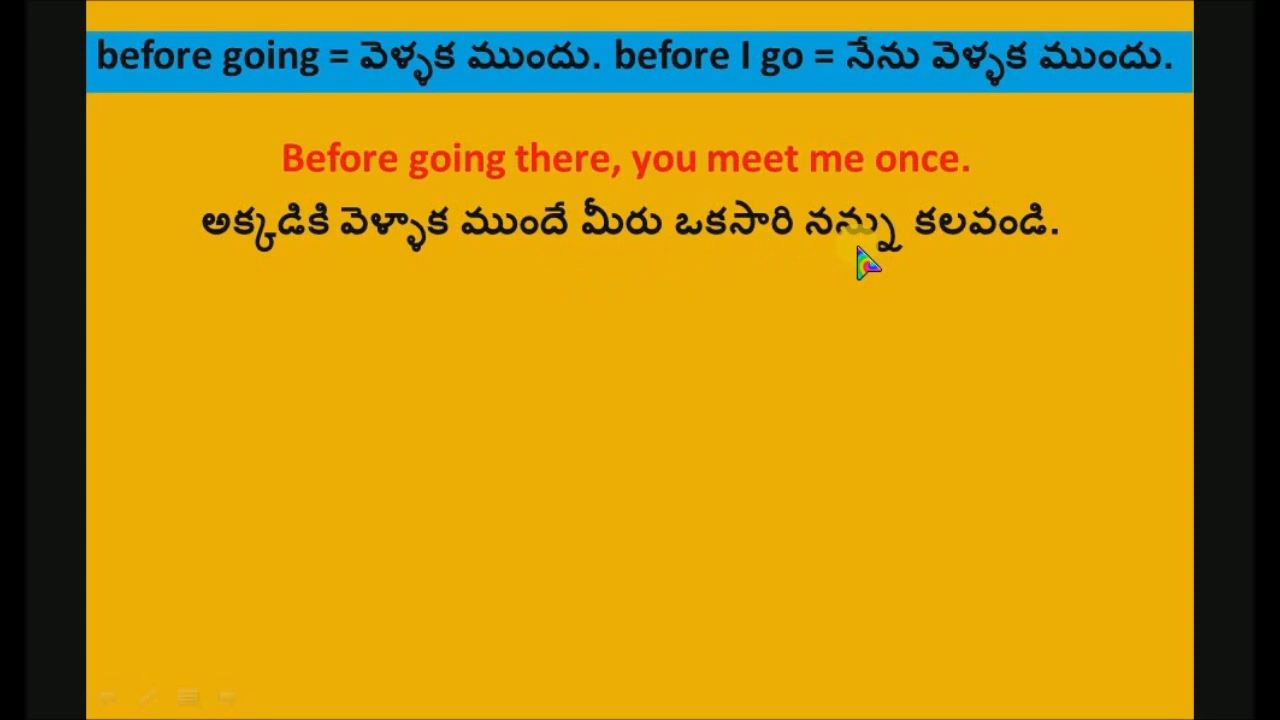 before going = వెళ్ళక ముందు. before I go = నేను వెళ్ళక ముందు.
Before going there, you meet me once.
అక్కడికి వెళ్ళాక ముందే మీరు ఒకసారి నన్ను కలవండి.